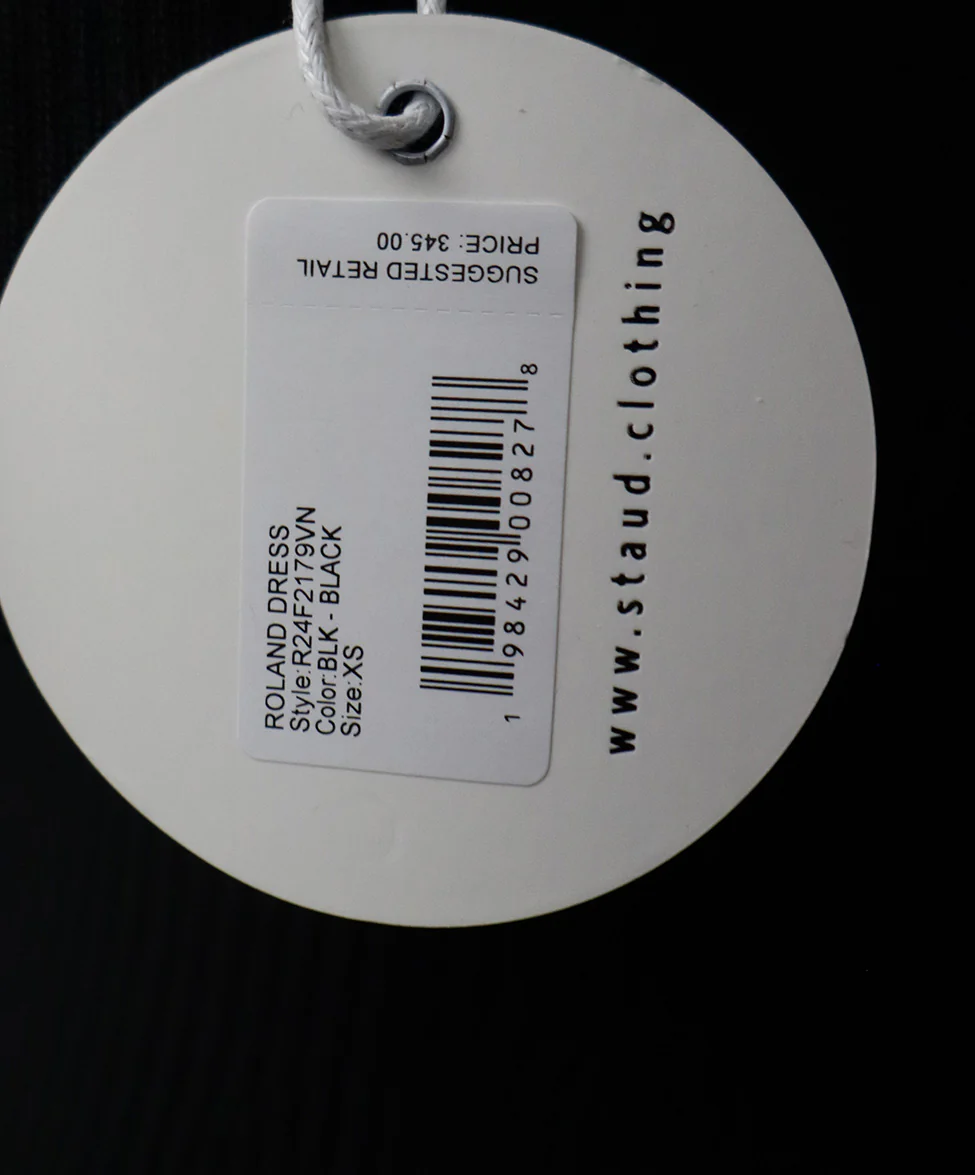 SUGGESTED RETAIL
PRICE: 345.00
ROLAND DRESS
Style:R24F2179VN
Color:BLK - BLACK
Size:XS
1 98429 00827 8
www.staud.clothing